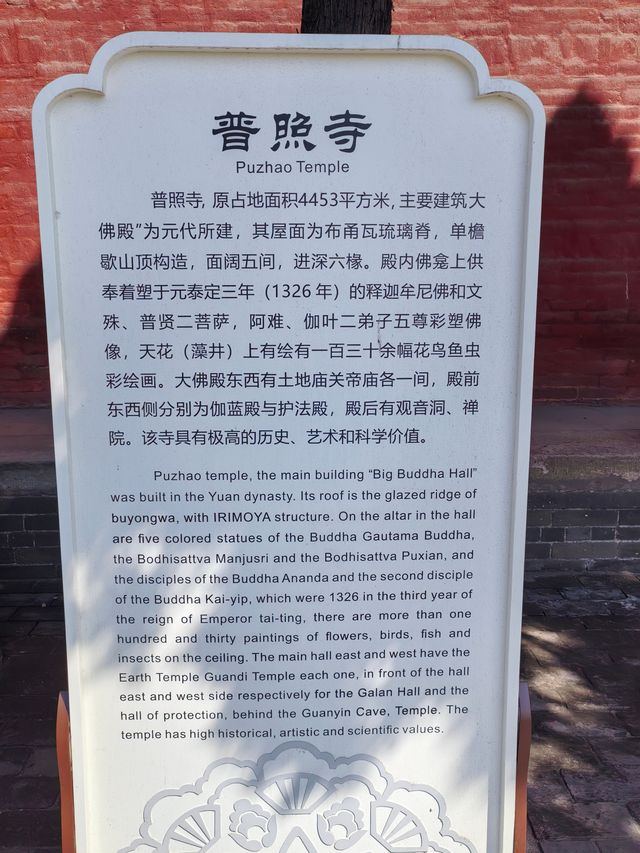 普照寺
Puzhao Temple
普照寺，原占地面积4453平方米，主要建筑大
佛殿”为元代所建，其屋面为布甬瓦琉璃脊，单檐
歇山顶构造，面阔五间，进深六椽。殿内佛龛上供
奉着塑于元泰定三年（1326 年）的释迦牟尼佛和文
殊、普贤二菩萨，阿难、伽叶二弟子五尊彩塑佛
像，天花（藻井）上有绘有一百三十余幅花鸟鱼虫
彩绘画。大佛殿东西有土地庙关帝庙各一间，殿前
东西侧分别为伽蓝殿与护法殿，殿后有观音洞、禅
院。该寺具有极高的历史、艺术和科学价值。
Puzhao temple, the main building “Big Buddha Hall”
was built in the Yuan dynasty. Its roof is the glazed ridge of
buyongwa, with IRIMOYA structure. On the altar in the hall
are five colored statues of the Buddha Gautama Buddha,
the Bodhisattva Manjusri and the Bodhisattva Puxian, and
the disciples of the Buddha Ananda and the second disciple
of the Buddha Kai-yip, which were 1326 in the third year of
the reign of Emperor tai-ting, there are more than one
hundred and thirty paintings of flowers, birds, fish and
insects on the ceiling. The main hall east and west have the
Earth Temple Guandi Temple each one, in front of the hall
east and west side respectively for the Galan Hall and the
hall of protection, behind the Guanyin Cave, Temple. The
temple has high historical, artistic and scientific values.